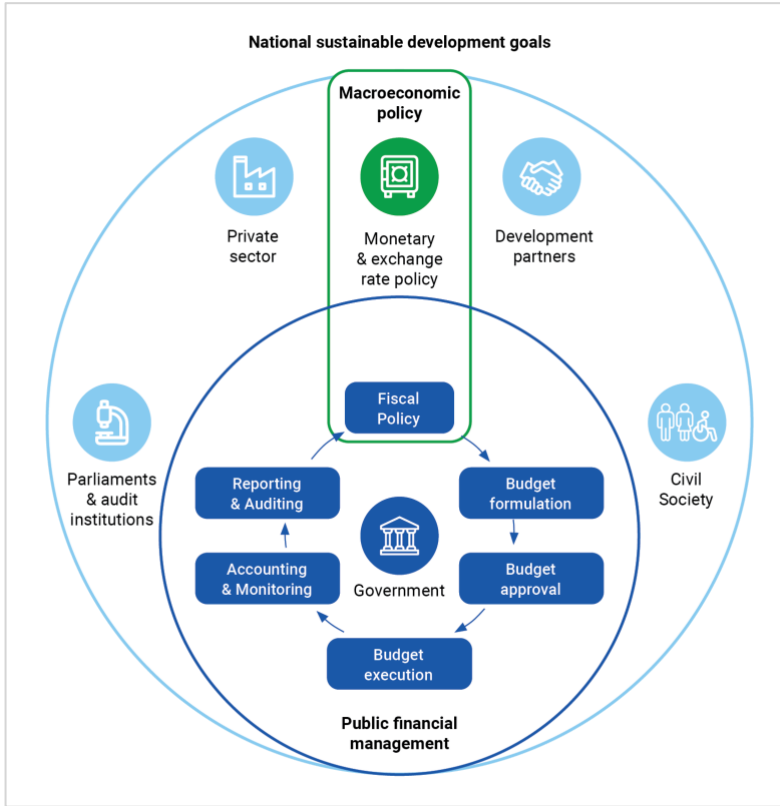 National sustainable development goals
Macroeconomic
policy
Private
sector
Monetary
& exchange
rate policy
Development
partners
Parliaments
& audit
institutions
Civil
Society
Fiscal
Policy
Budget
formulation
Budget
approval
Budget
execution
Accounting
& Monitoring
Reporting
& Auditing
Government
Public financial
management